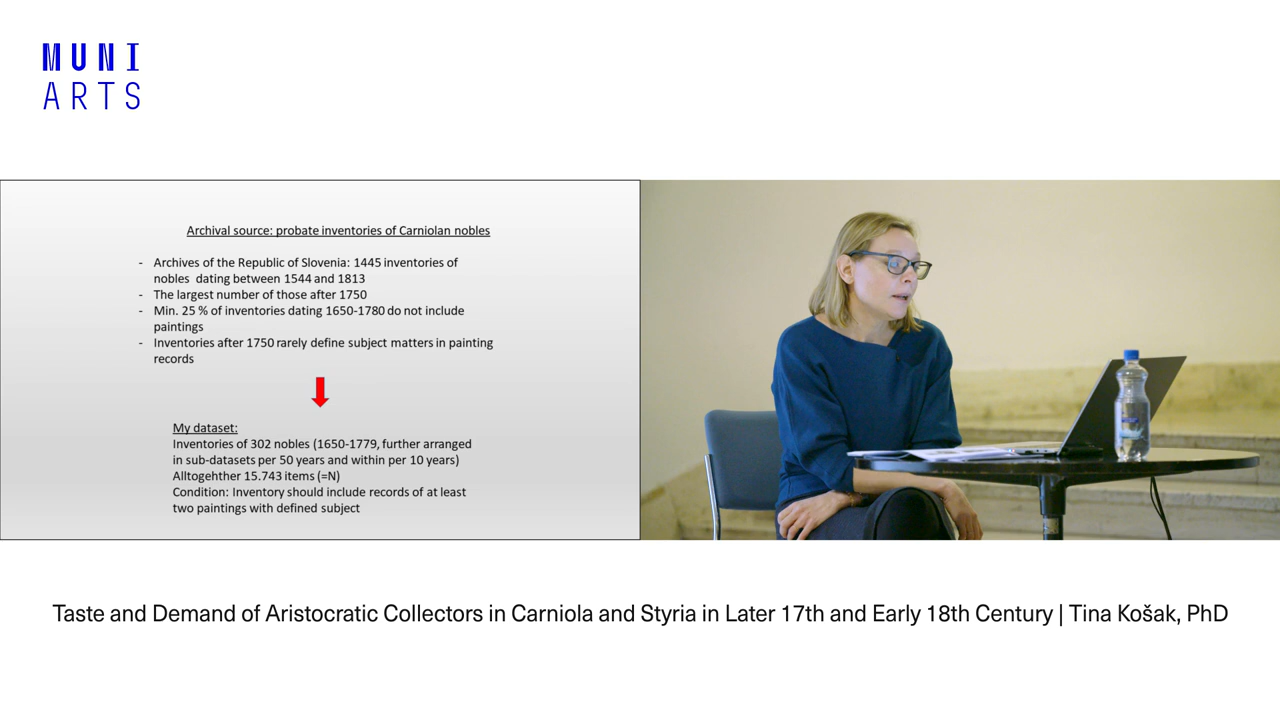 MUNI
ARTS
Archival source: probate inventories of Carniolan nobles
- Archives of the Republic of Slovenia: 1445 inventories of
nobles dating between 1544 and 1813
- The largest number of those after 1750
- Min. 25 % of inventories dating 1650-1780 do not include
paintings
- Inventories after 1750 rarely define subject matters in painting
records
My dataset:
Inventories of 302 nobles (1650-1779, further arranged
in sub-datasets per 50 years and within per 10 years)
Alltogehther 15.743 items (=N)
Condition: Inventory should include records of at least
two paintings with defined subject
Taste and Demand of Aristocratic Collectors in Carniola and Styria in Later 17th and Early 18th Century | Tina Košak, PhD